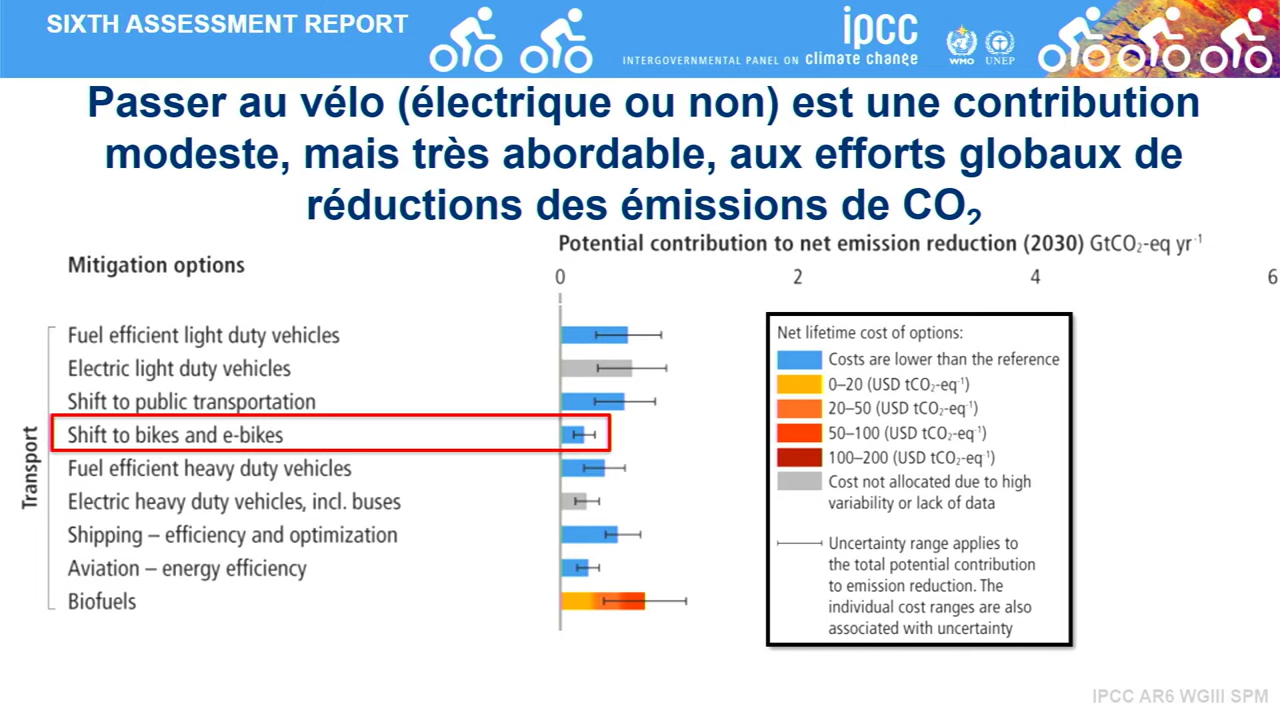 SIXTH ASSESSMENT REPORT
ipcc
INTERGOVERNMENTAL PANEL ON climate change
WMO
UNEP
Passer au vélo (électrique ou non) est une contribution
modeste, mais très abordable, aux efforts globaux de
réductions des émissions de CO₂
Potential contribution to net emission reduction (2030) GtCO₂-eq yr⁻¹
Mitigation options
0 2 4 6
Transport
Fuel efficient light duty vehicles
Electric light duty vehicles
Shift to public transportation
Shift to bikes and e-bikes
Fuel efficient heavy duty vehicles
Electric heavy duty vehicles, incl. buses
Shipping – efficiency and optimization
Aviation – energy efficiency
Biofuels
Net lifetime cost of options:
Costs are lower than the reference
0–20 (USD tCO₂-eq⁻¹)
20–50 (USD tCO₂-eq⁻¹)
50–100 (USD tCO₂-eq⁻¹)
100–200 (USD tCO₂-eq⁻¹)
Cost not allocated due to high
variability or lack of data
Uncertainty range applies to
the total potential contribution
to emission reduction. The
individual cost ranges are also
associated with uncertainty
IPCC AR6 WGIII SPM